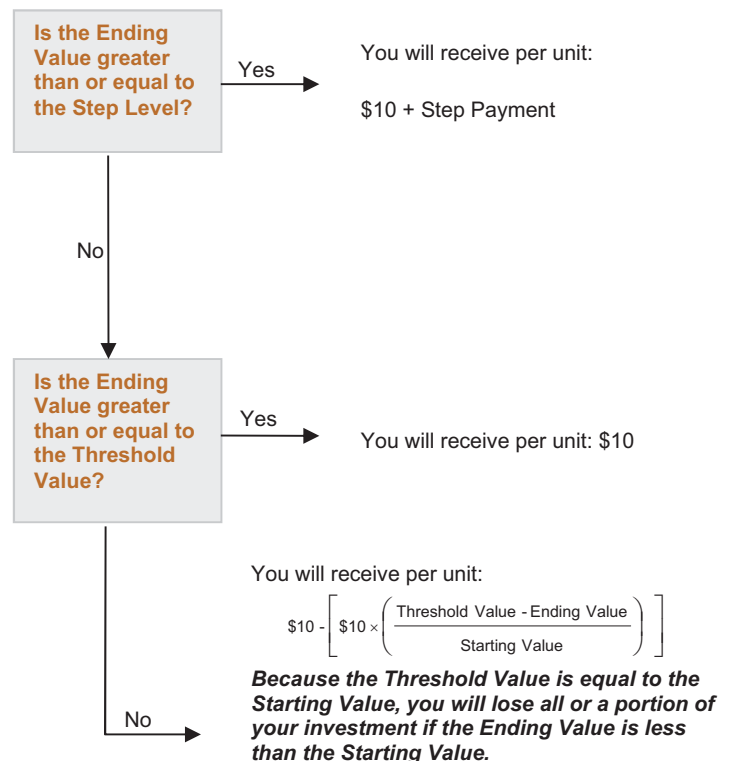 Is the Ending
Value greater
than or equal to
the Step Level?
Yes
You will receive per unit:
$10 + Step Payment
No
Is the Ending
Value greater
than or equal to
the Threshold
Value?
Yes
You will receive per unit: $10
You will receive per unit:
$10 - [ $10 × ( Threshold Value - Ending Value / Starting Value ) ]
Because the Threshold Value is equal to the
Starting Value, you will lose all or a portion of
your investment if the Ending Value is less
than the Starting Value.
No